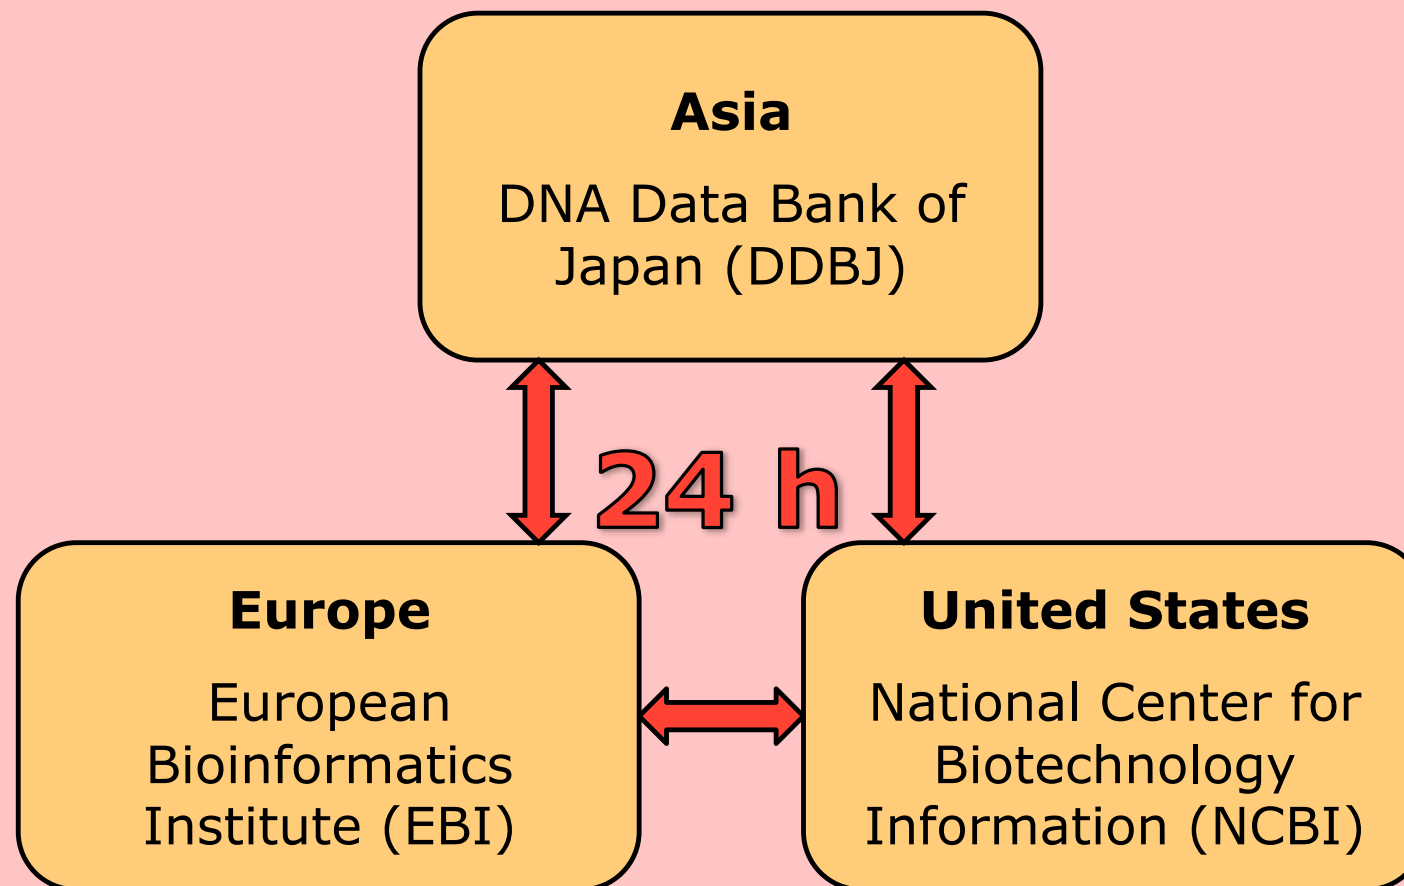 Asia
DNA Data Bank of
Japan (DDBJ)
24 h
Europe
European
Bioinformatics
Institute (EBI)
United States
National Center for
Biotechnology
Information (NCBI)